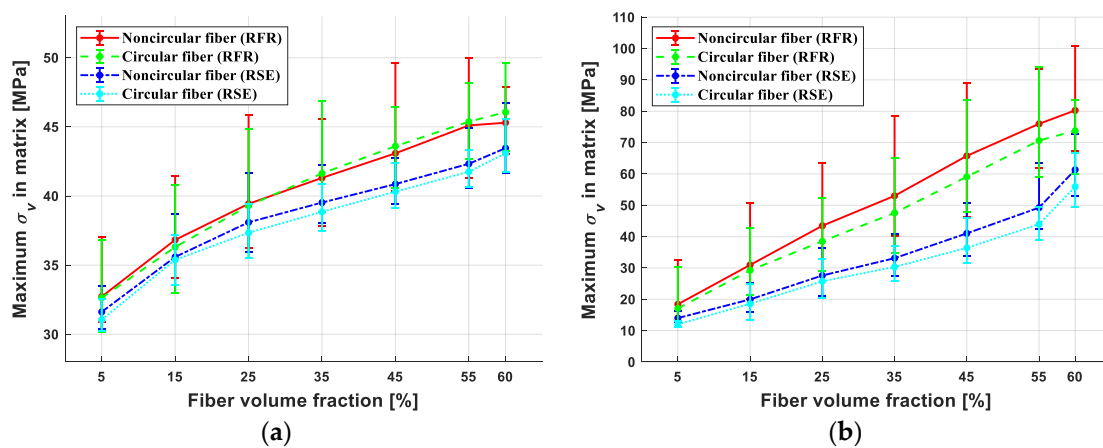 Noncircular fiber (RFR)
Circular fiber (RFR)
Noncircular fiber (RSE)
Circular fiber (RSE)
Maximum σv in matrix [MPa]
50
45
40
35
30
5 15 25 35 45 55 60
Fiber volume fraction [%]
(a)
Noncircular fiber (RFR)
Circular fiber (RFR)
Noncircular fiber (RSE)
Circular fiber (RSE)
Maximum σv in matrix [MPa]
110
100
90
80
70
60
50
40
30
20
10
0
5 15 25 35 45 55 60
Fiber volume fraction [%]
(b)